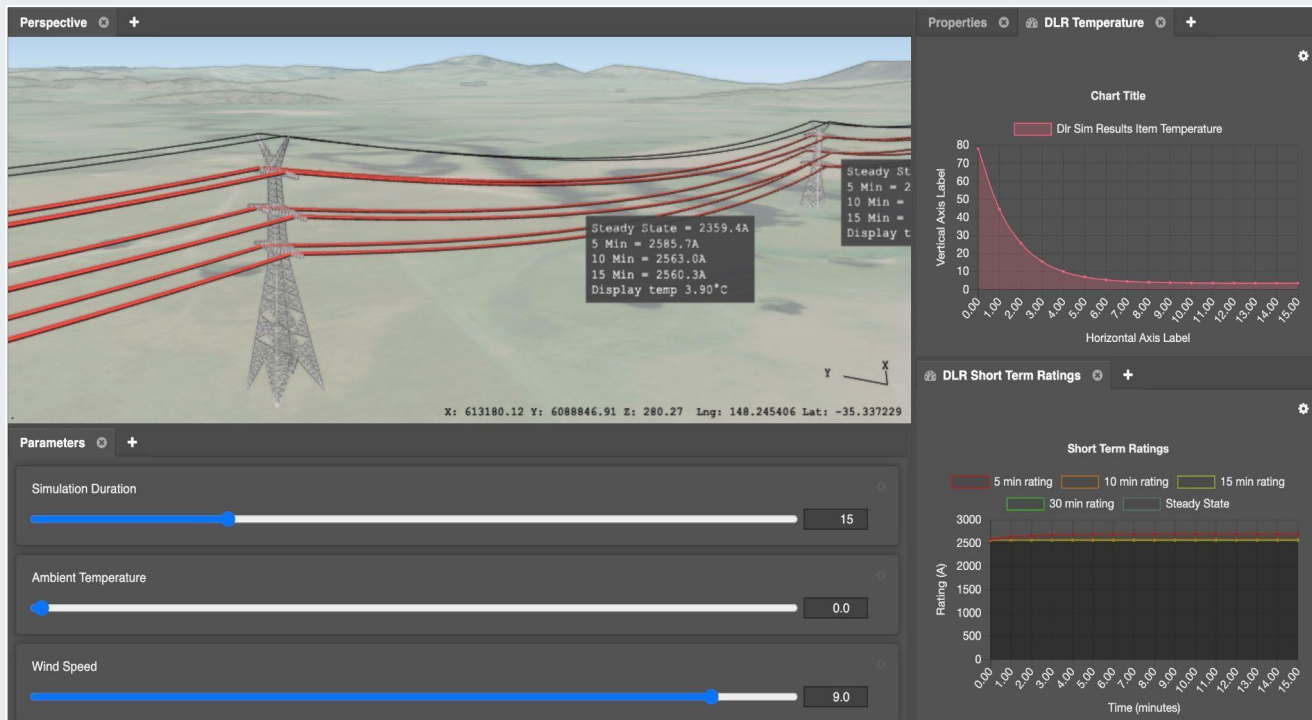 Perspective
Steady State = 2359.4A
5 Min = 2585.7A
10 Min = 2563.0A
15 Min = 2560.3A
Display temp 3.90°C
Steady St
5 Min = 2
10 Min =
15 Min =
Display t
Y
X
X: 613180.12 Y: 6088846.91 Z: 280.27 Lng: 148.245406 Lat: -35.337229
Parameters
Simulation Duration
15
Ambient Temperature
0.0
Wind Speed
9.0
Properties
DLR Temperature
Chart Title
Dlr Sim Results Item Temperature
Vertical Axis Label
80
70
60
50
40
30
20
10
0
0.00 1.00 2.00 3.00 4.00 5.00 6.00 7.00 8.00 9.00 10.00 11.00 12.00 13.00 14.00 15.00
Horizontal Axis Label
DLR Short Term Ratings
Short Term Ratings
5 min rating 10 min rating 15 min rating
30 min rating Steady State
Rating (A)
3000
2500
2000
1500
1000
500
0
0.00 1.00 2.00 3.00 4.00 5.00 6.00 7.00 8.00 9.00 10.00 11.00 12.00 13.00 14.00 15.00
Time (minutes)